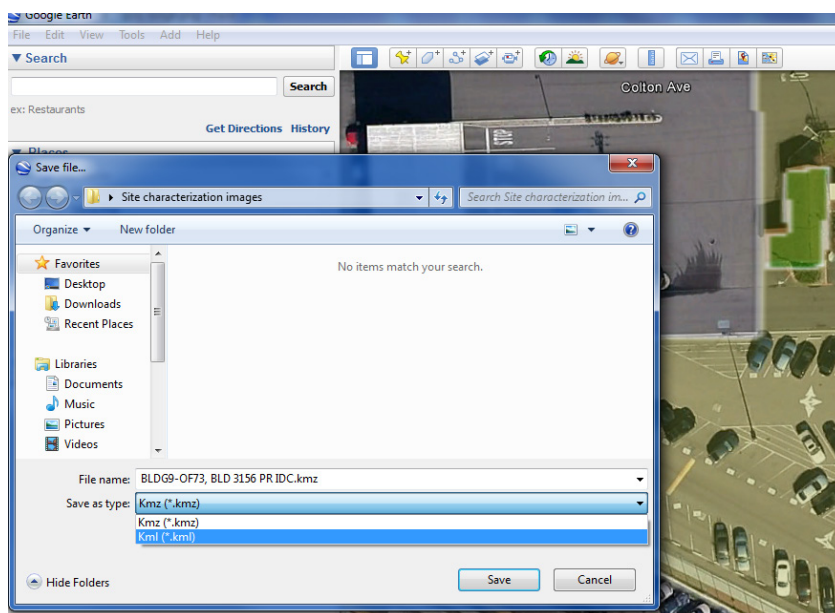 Google Earth
File Edit View Tools Add Help
Search
Search
ex: Restaurants
Get Directions History
Places
Colton Ave
STOP
Save file...
Site characterization images
Search Site characterization im...
Organize New folder
Favorites
Desktop
Downloads
Recent Places
Libraries
Documents
Music
Pictures
Videos
No items match your search.
File name: BLDG9-OF73, BLD 3156 PR IDC.kmz
Save as type: Kmz (*.kmz)
Kmz (*.kmz)
Kml (*.kml)
Hide Folders
Save Cancel